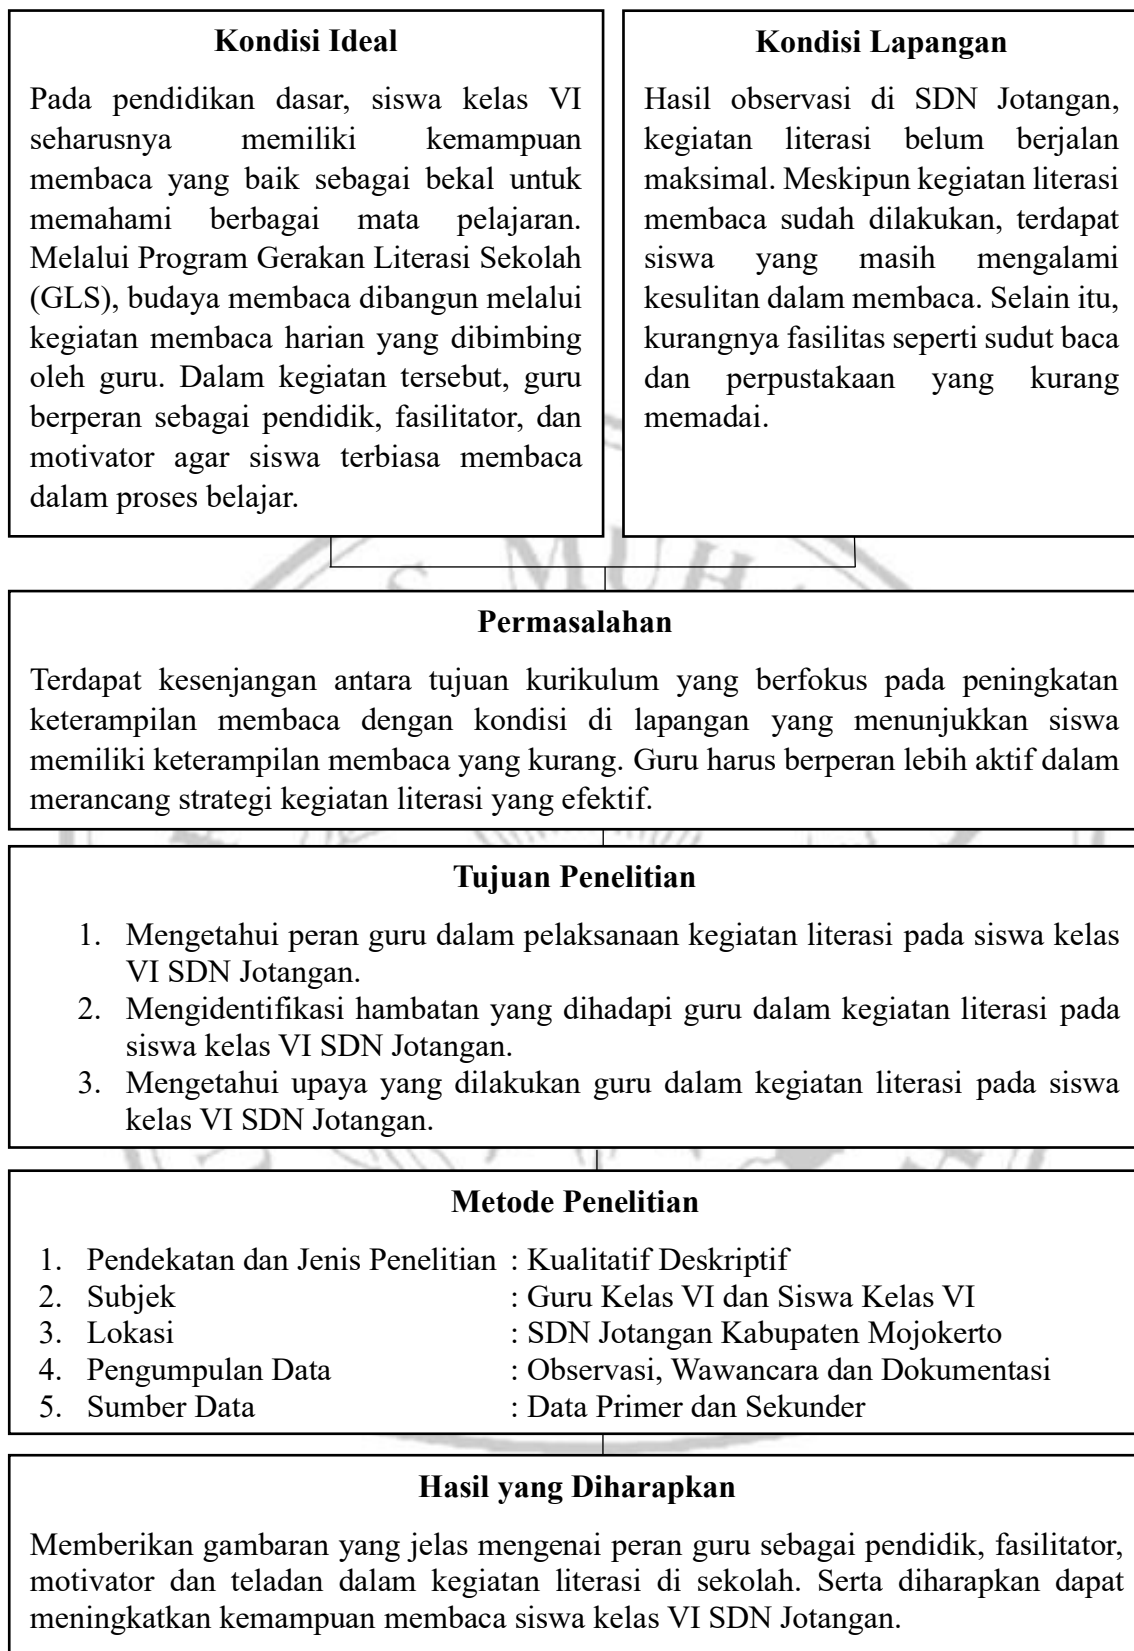 Kondisi Ideal
Pada pendidikan dasar, siswa kelas VI
seharusnya memiliki kemampuan
membaca yang baik sebagai bekal untuk
memahami berbagai mata pelajaran.
Melalui Program Gerakan Literasi Sekolah
(GLS), budaya membaca dibangun melalui
kegiatan membaca harian yang dibimbing
oleh guru. Dalam kegiatan tersebut, guru
berperan sebagai pendidik, fasilitator, dan
motivator agar siswa terbiasa membaca
dalam proses belajar.
Kondisi Lapangan
Hasil observasi di SDN Jotangan,
kegiatan literasi belum berjalan
maksimal. Meskipun kegiatan literasi
membaca sudah dilakukan, terdapat
siswa yang masih mengalami
kesulitan dalam membaca. Selain itu,
kurangnya fasilitas seperti sudut baca
dan perpustakaan yang kurang
memadai.
S MUH
Permasalahan
Terdapat kesenjangan antara tujuan kurikulum yang berfokus pada peningkatan
keterampilan membaca dengan kondisi di lapangan yang menunjukkan siswa
memiliki keterampilan membaca yang kurang. Guru harus berperan lebih aktif dalam
merancang strategi kegiatan literasi yang efektif.
Tujuan Penelitian
1. Mengetahui peran guru dalam pelaksanaan kegiatan literasi pada siswa kelas
VI SDN Jotangan.
2. Mengidentifikasi hambatan yang dihadapi guru dalam kegiatan literasi pada
siswa kelas VI SDN Jotangan.
3. Mengetahui upaya yang dilakukan guru dalam kegiatan literasi pada siswa
kelas VI SDN Jotangan.
Metode Penelitian
1. Pendekatan dan Jenis Penelitian : Kualitatif Deskriptif
2. Subjek : Guru Kelas VI dan Siswa Kelas VI
3. Lokasi : SDN Jotangan Kabupaten Mojokerto
4. Pengumpulan Data : Observasi, Wawancara dan Dokumentasi
5. Sumber Data : Data Primer dan Sekunder
Hasil yang Diharapkan
Memberikan gambaran yang jelas mengenai peran guru sebagai pendidik, fasilitator,
motivator dan teladan dalam kegiatan literasi di sekolah. Serta diharapkan dapat
meningkatkan kemampuan membaca siswa kelas VI SDN Jotangan.